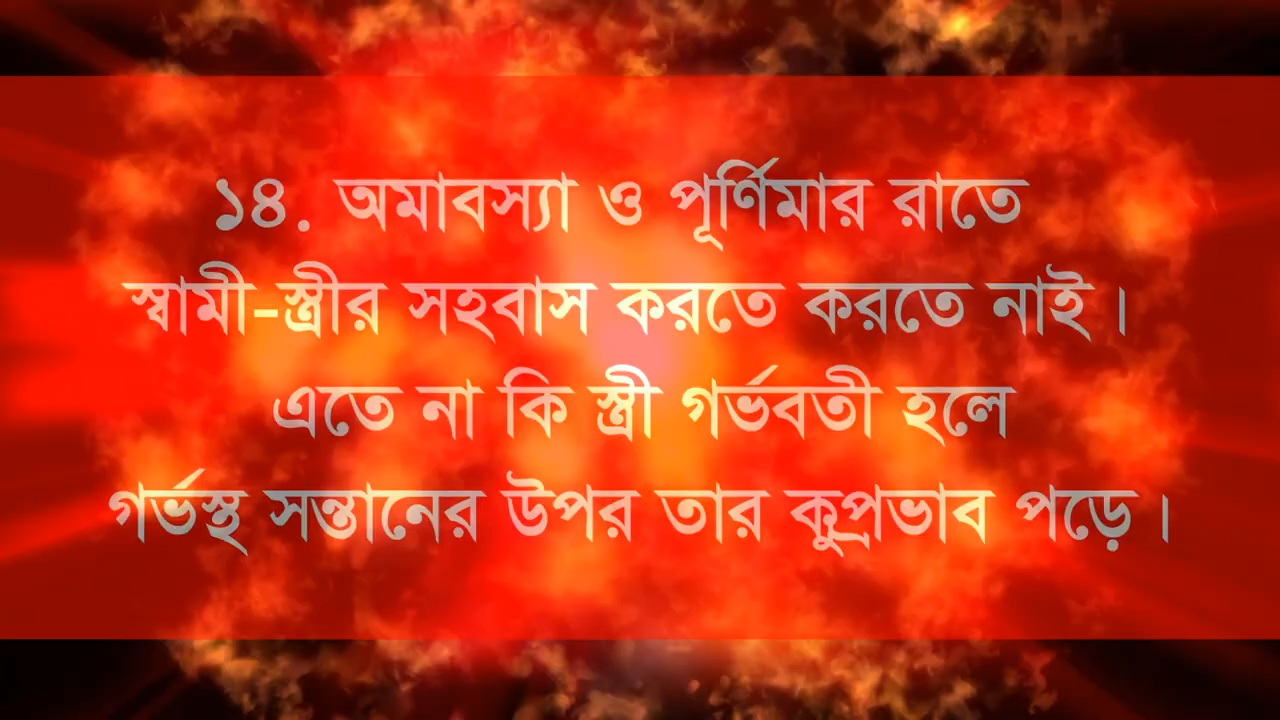 ১৪. অমাবস্যা ও পূর্ণিমার রাতে
স্বামী-স্ত্রীর সহবাস করতে করতে নাই।
এতে না কি স্ত্রী গর্ভবতী হলে
গর্ভস্থ সন্তানের উপর তার কুপ্রভাব পড়ে।